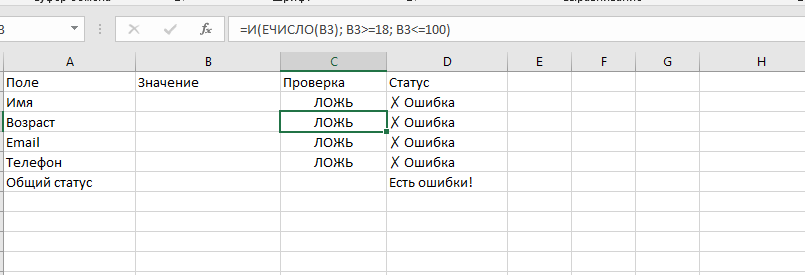 =И(ЕЧИСЛО(B3); B3>=18; B3<=100)
A B C D E F G H
Поле Значение Проверка Статус
Имя ЛОЖЬ ✗ Ошибка
Возраст ЛОЖЬ ✗ Ошибка
Email ЛОЖЬ ✗ Ошибка
Телефон ЛОЖЬ ✗ Ошибка
Общий статус Есть ошибки!